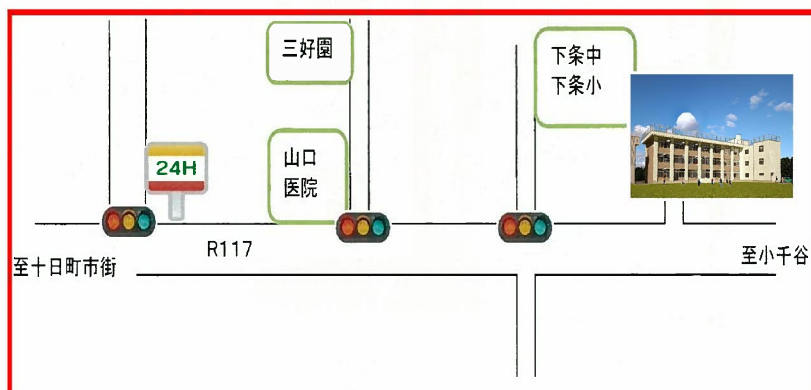 三好園
下条中
下条小
24H
山口
医院
R117
至十日町市街
至小千谷